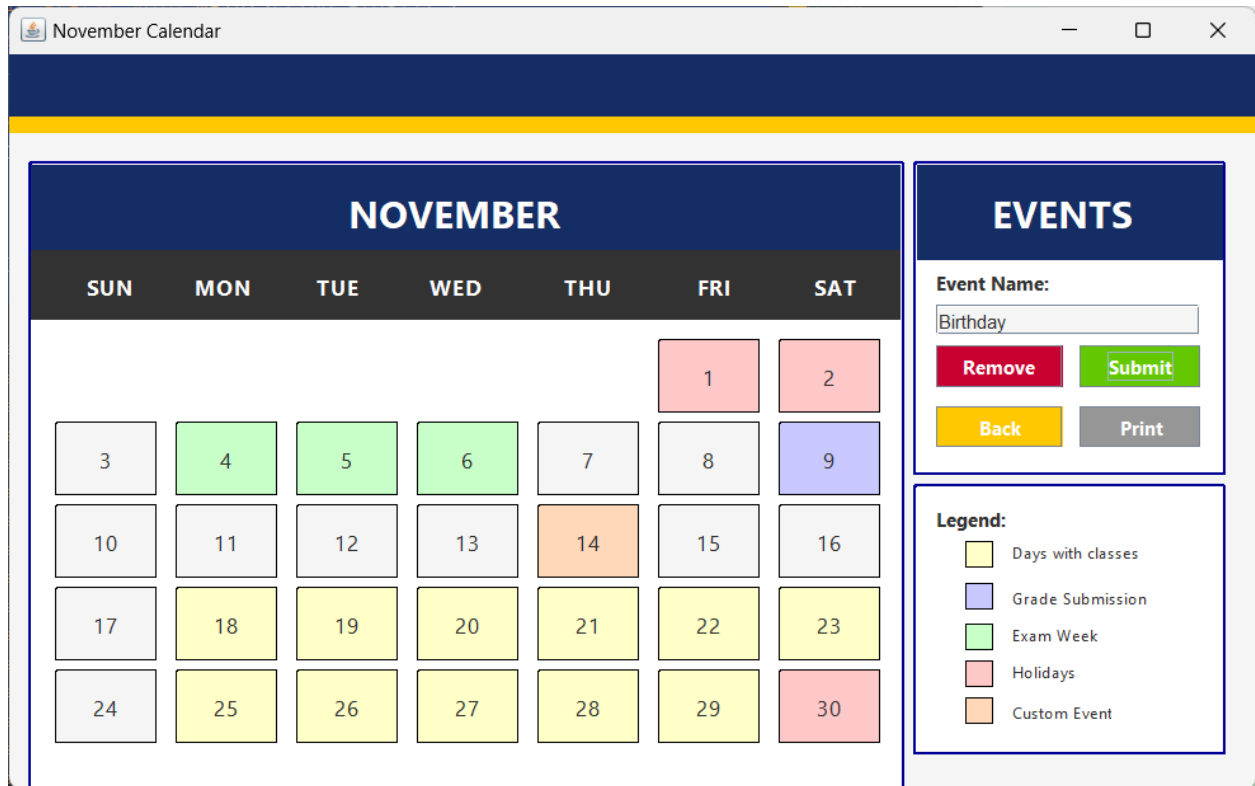 November Calendar
NOVEMBER
SUN MON TUE WED THU FRI SAT
1 2
3 4 5 6 7 8 9
10 11 12 13 14 15 16
17 18 19 20 21 22 23
24 25 26 27 28 29 30
EVENTS
Event Name:
Birthday
Remove Submit
Back Print
Legend:
Days with classes
Grade Submission
Exam Week
Holidays
Custom Event